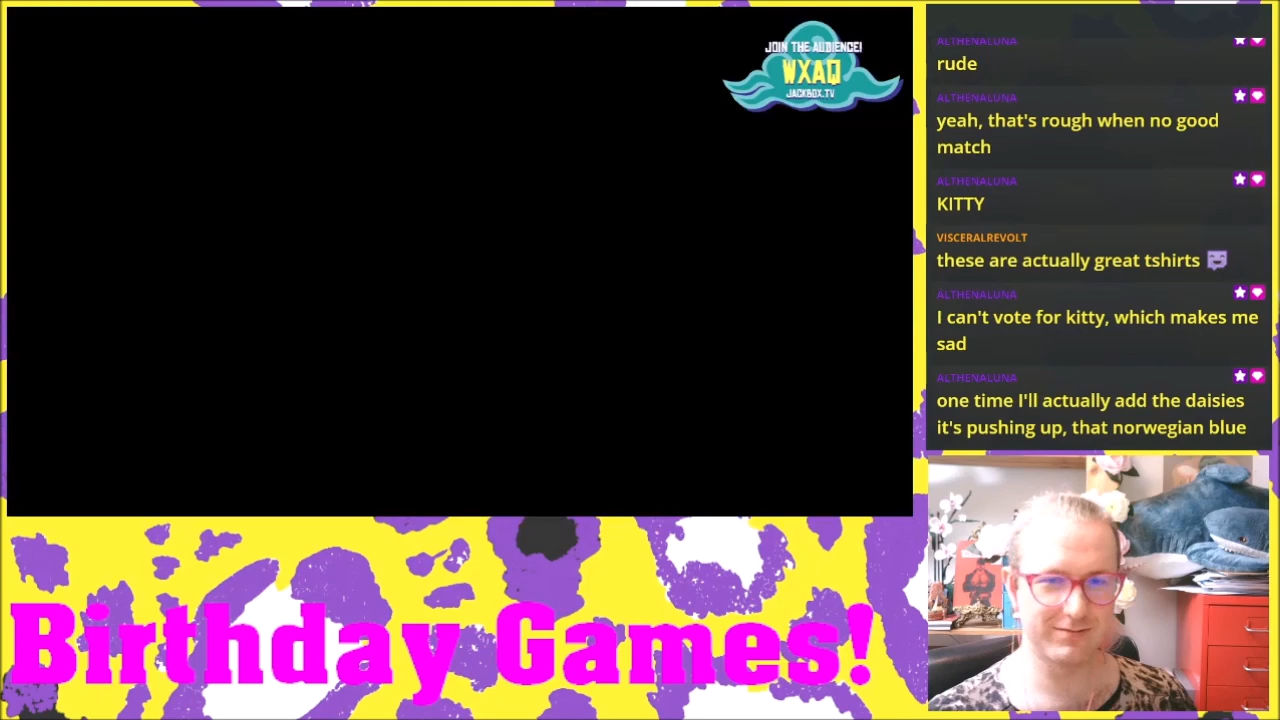 JOIN THE AUDIENCE!
WXAQ
JACKBOX.TV
ALTHENALUNA
rude
ALTHENALUNA
yeah, that's rough when no good
match
ALTHENALUNA
KITTY
VISCERALREVOLT
these are actually great tshirts
ALTHENALUNA
I can't vote for kitty, which makes me
sad
ALTHENALUNA
one time I'll actually add the daisies
it's pushing up, that norwegian blue
Birthday Games!